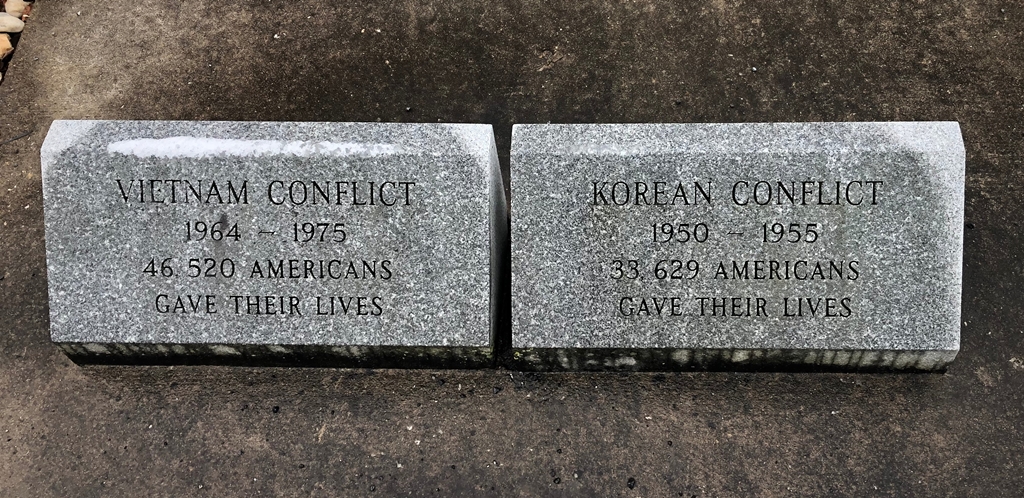 VIETNAM CONFLICT
1964 – 1975
46 520 AMERICANS
GAVE THEIR LIVES
KOREAN CONFLICT
1950 – 1955
33 629 AMERICANS
GAVE THEIR LIVES